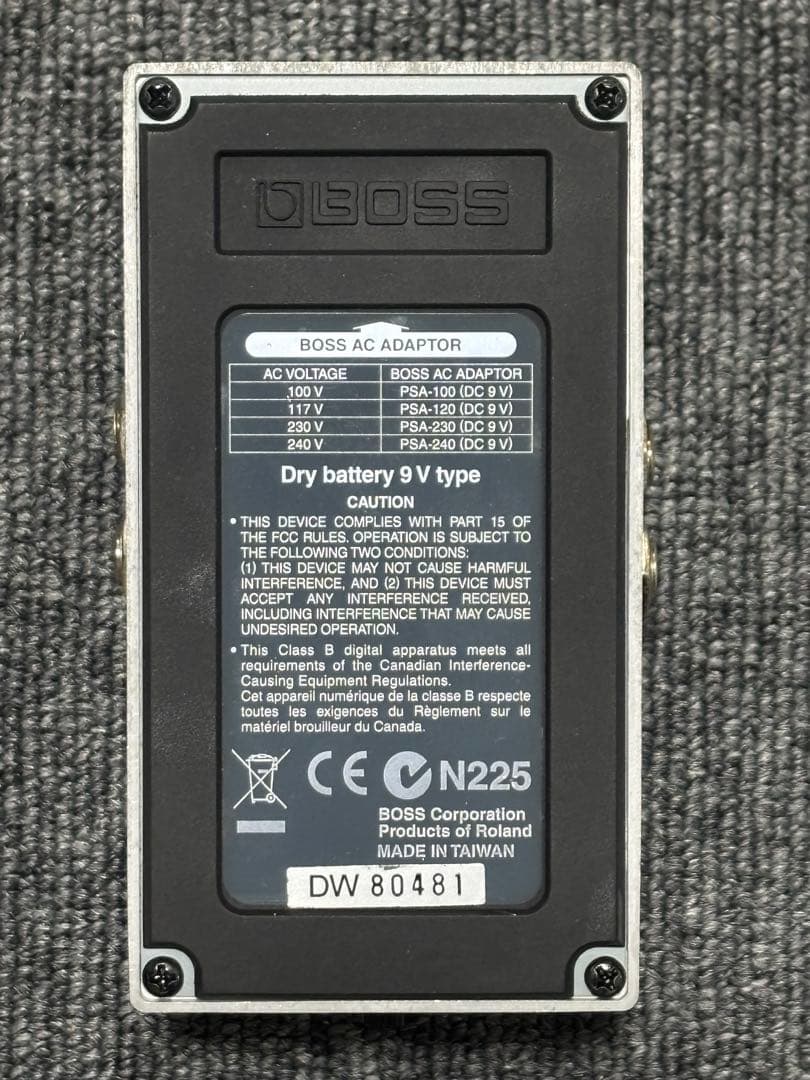 BOSS
BOSS AC ADAPTOR
AC VOLTAGE BOSS AC ADAPTOR
100 V PSA-100 (DC 9 V)
117 V PSA-120 (DC 9 V)
230 V PSA-230 (DC 9 V)
240 V PSA-240 (DC 9 V)
Dry battery 9 V type
CAUTION
• THIS DEVICE COMPLIES WITH PART 15 OF
THE FCC RULES. OPERATION IS SUBJECT TO
THE FOLLOWING TWO CONDITIONS:
(1) THIS DEVICE MAY NOT CAUSE HARMFUL
INTERFERENCE, AND (2) THIS DEVICE MUST
ACCEPT ANY INTERFERENCE RECEIVED,
INCLUDING INTERFERENCE THAT MAY CAUSE
UNDESIRED OPERATION.
• This Class B digital apparatus meets all
requirements of the Canadian Interference-
Causing Equipment Regulations.
Cet appareil numérique de la classe B respecte
toutes les exigences du Règlement sur le
matériel brouilleur du Canada.
CE N225
BOSS Corporation
Products of Roland
MADE IN TAIWAN
DW 80481